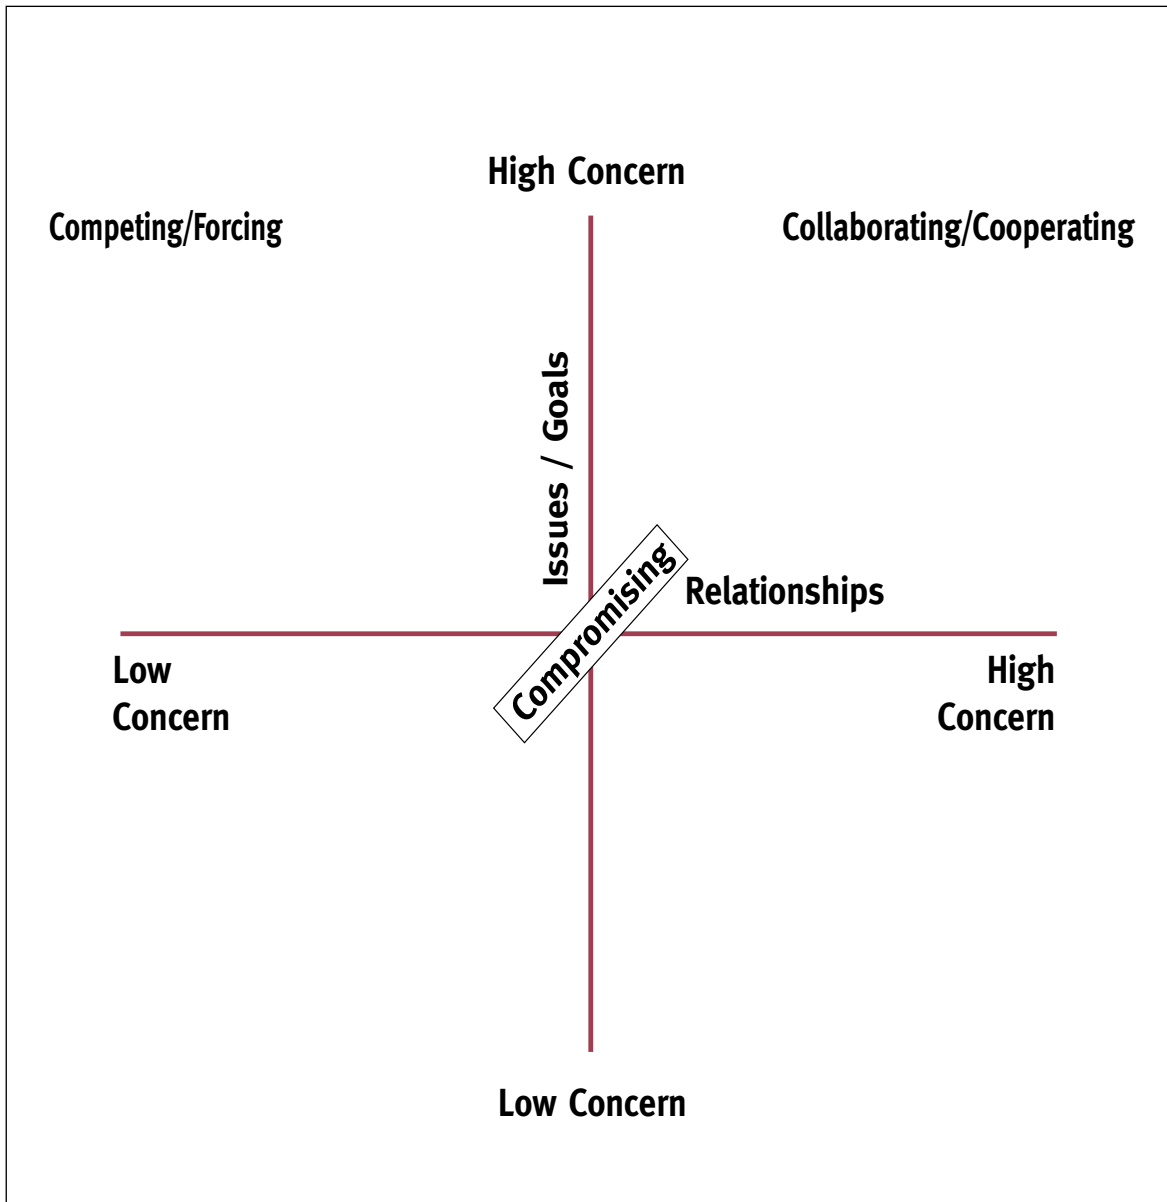 High Concern
Competing/Forcing
Collaborating/Cooperating
Issues / Goals
Compromising
Relationships
Low
Concern
High
Concern
Low Concern